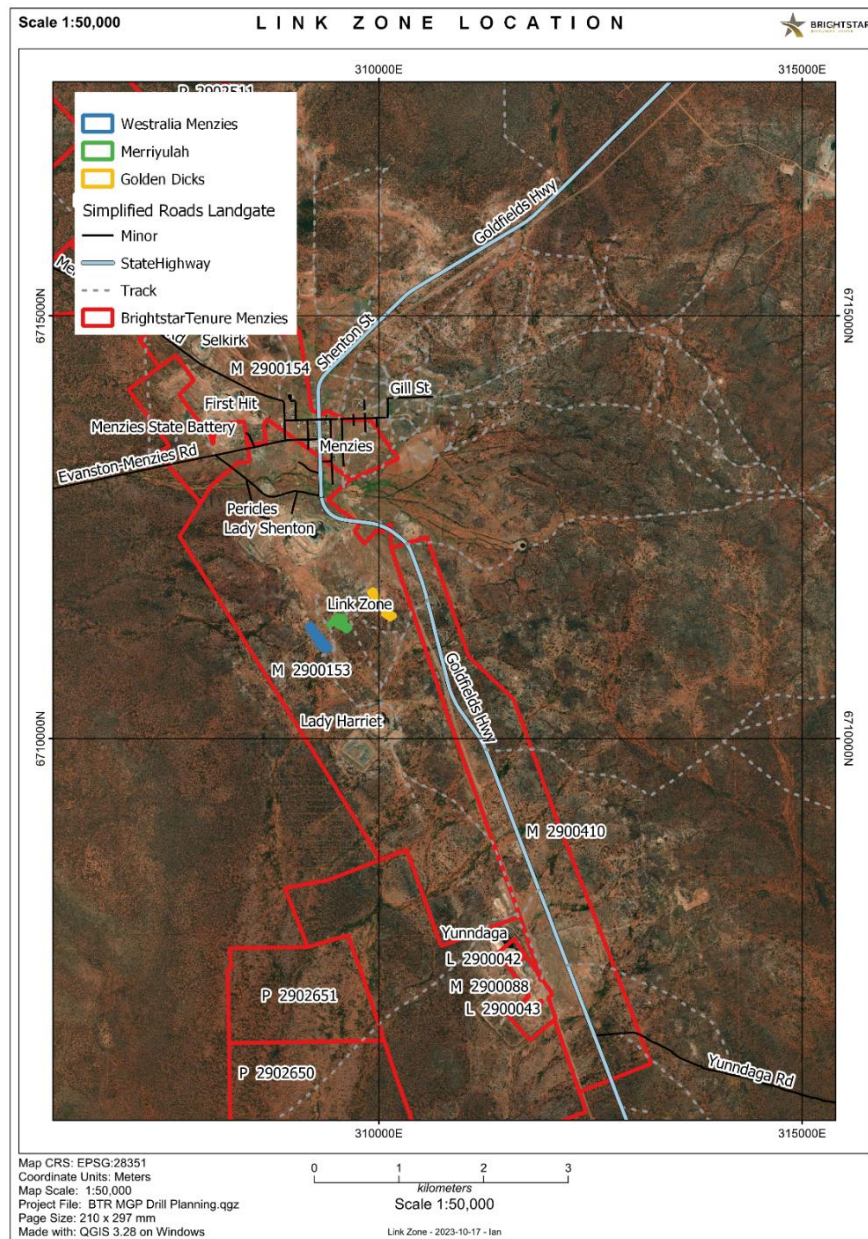 Scale 1:50,000
LINK ZONE LOCATION
BRIGHTSTAR
310000E
315000E
P 2902511
Westralia Menzies
Merriyulah
Golden Dicks
Simplified Roads Landgate
Minor
StateHighway
Track
BrightstarTenure Menzies
Goldfields Hwy
6715000N
6715000N
Shenton St
Selkirk
M 2900154
Gill St
First Hit
Menzies State Battery
Menzies
Evanston-Menzies Rd
Pericles
Lady Shenton
Link Zone
M 2900153
Goldfields Hwy
Lady Harriet
6710000N
6710000N
M 2900410
Yunndaga
L 2900042
M 2900088
L 2900043
P 2902651
P 2902650
Yunndaga Rd
310000E
315000E
Map CRS: EPSG:28351
Coordinate Units: Meters
Map Scale: 1:50,000
Project File: BTR MGP Drill Planning.qgz
Page Size: 210 x 297 mm
Made with: QGIS 3.28 on Windows
0 1 2 3
kilometers
Scale 1:50,000
Link Zone - 2023-10-17 - Ian